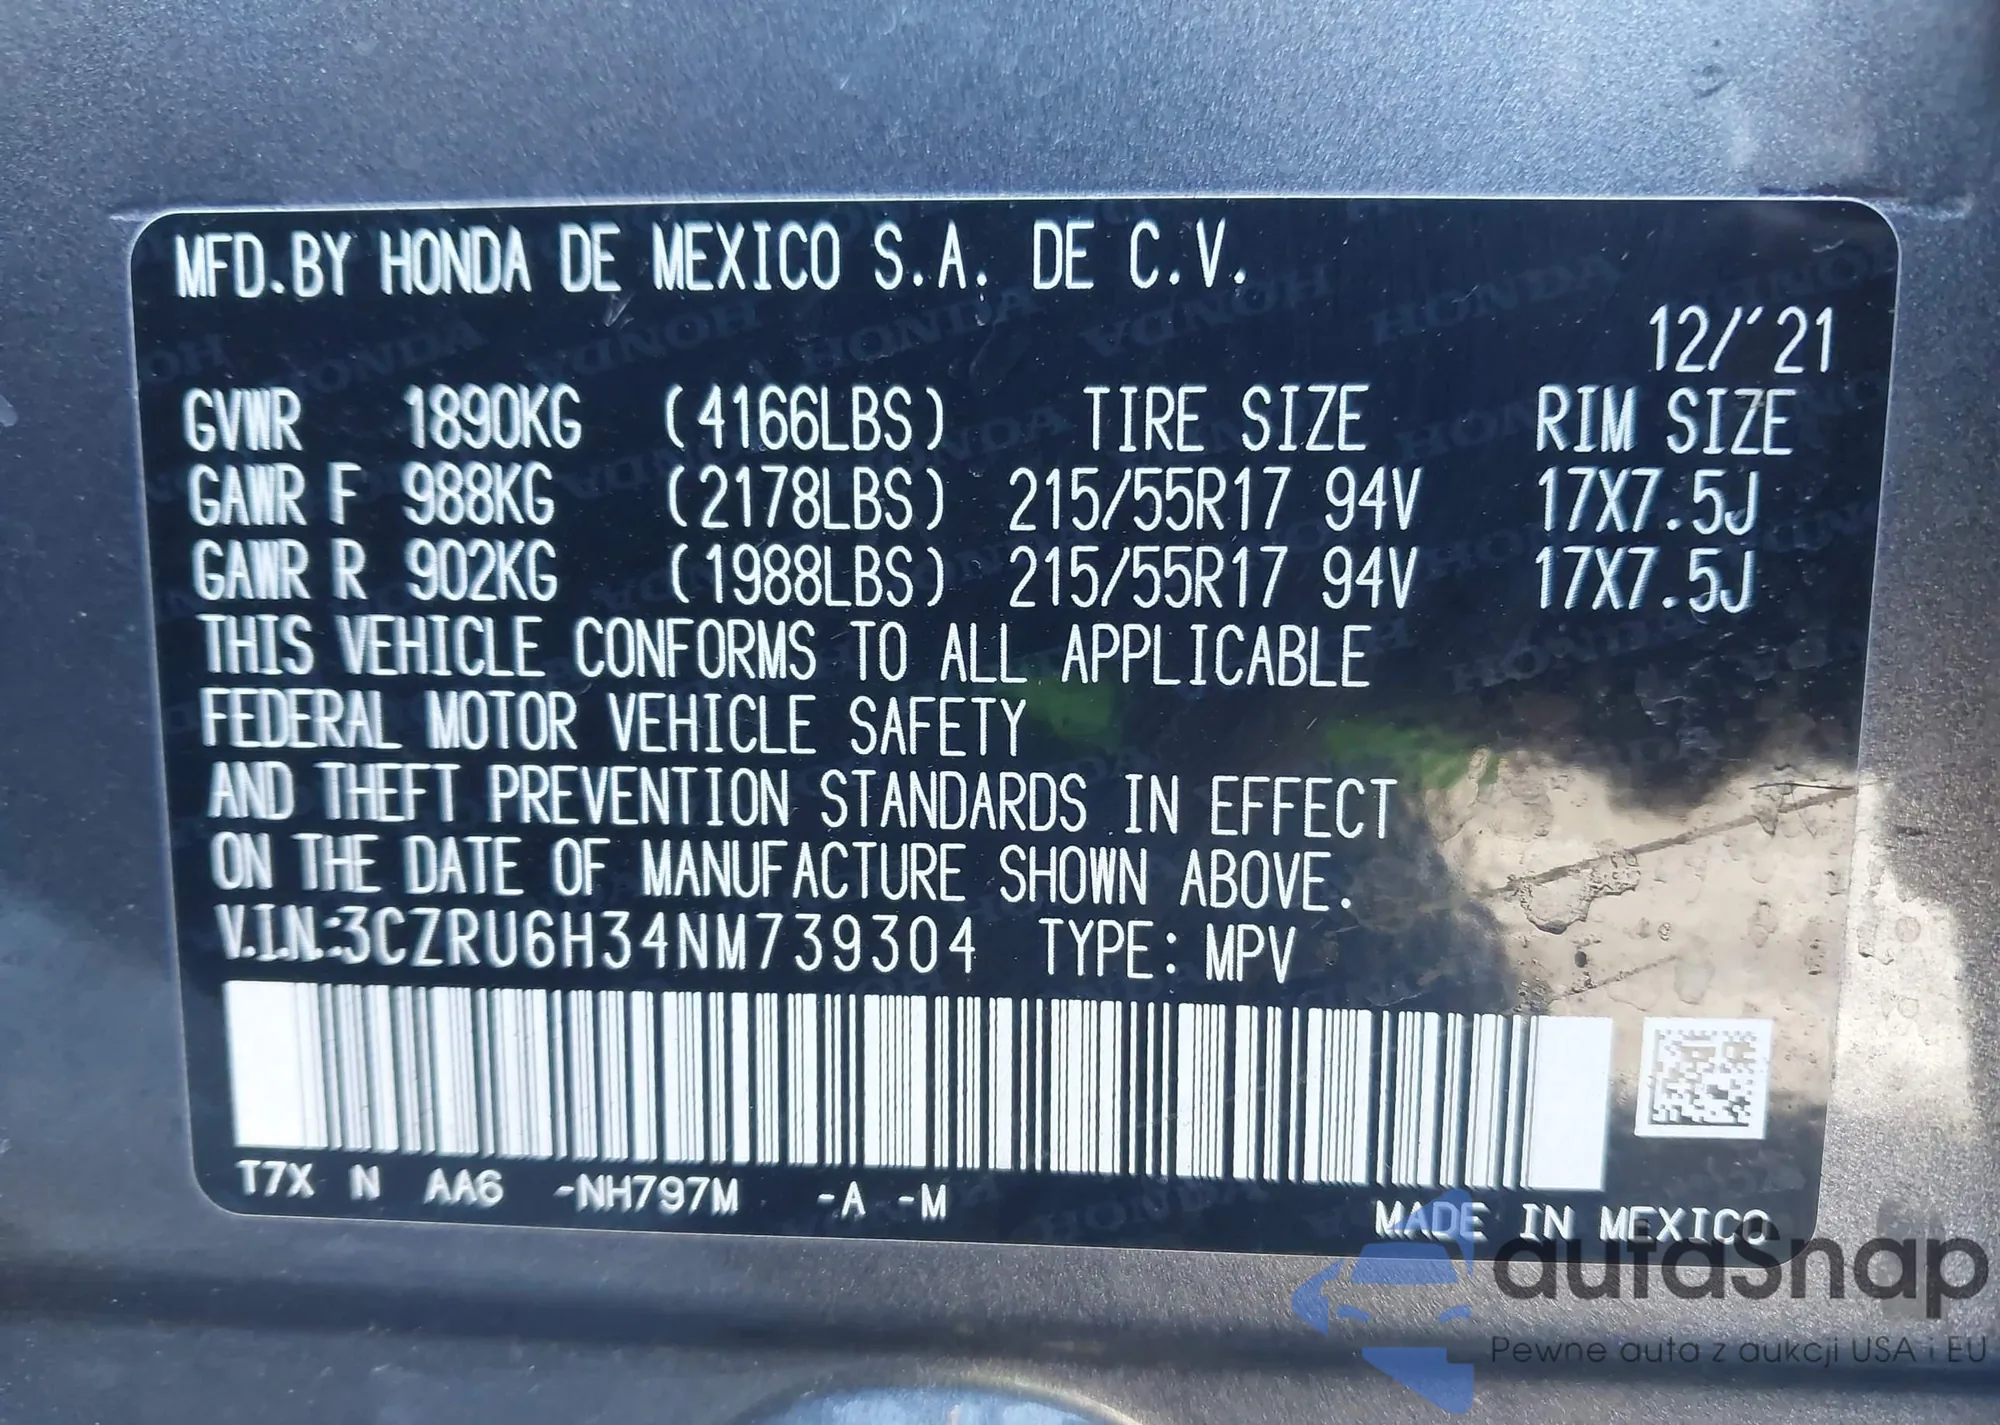 MFD.BY HONDA DE MEXICO S.A. DE C.V.
12/'21
GVWR 1890KG (4166LBS) TIRE SIZE RIM SIZE
GAWR F 988KG (2178LBS) 215/55R17 94V 17X7.5J
GAWR R 902KG (1988LBS) 215/55R17 94V 17X7.5J
THIS VEHICLE CONFORMS TO ALL APPLICABLE
FEDERAL MOTOR VEHICLE SAFETY
AND THEFT PREVENTION STANDARDS IN EFFECT
ON THE DATE OF MANUFACTURE SHOWN ABOVE.
V.I.N.:3CZRU6H34NM739304 TYPE: MPV
T7X N AA6 -NH797M -A -M
MADE IN MEXICO
autaSnap
Pewne auta z aukcji USA i EU